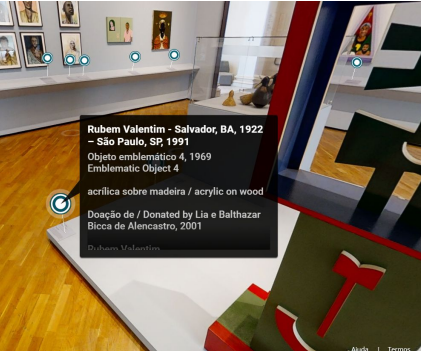 Rubem Valentim - Salvador, BA, 1922
– São Paulo, SP, 1991
Objeto emblemático 4, 1969
Emblematic Object 4
acrílica sobre madeira / acrylic on wood
Doação de / Donated by Lia e Balthazar
Bicca de Alencastro, 2001
Rubem Valentim
Ajuda | Termos